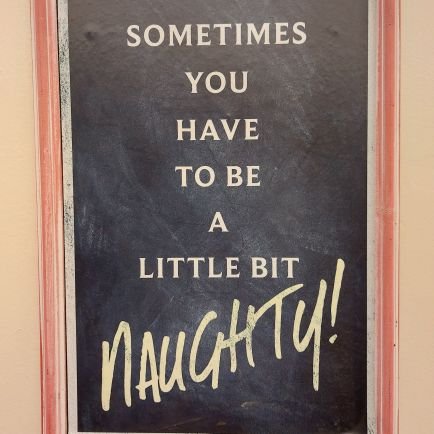 SOMETIMES
YOU
HAVE
TO BE
A
LITTLE BIT
NAUGHTY!